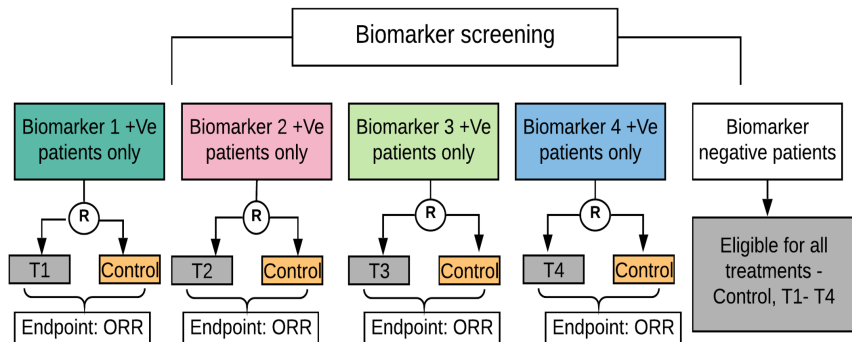 Biomarker screening
Biomarker 1 +Ve
patients only
Biomarker 2 +Ve
patients only
Biomarker 3 +Ve
patients only
Biomarker 4 +Ve
patients only
Biomarker
negative patients
R
R
R
R
T1
Control
T2
Control
T3
Control
T4
Control
Eligible for all
treatments -
Control, T1- T4
Endpoint: ORR
Endpoint: ORR
Endpoint: ORR
Endpoint: ORR